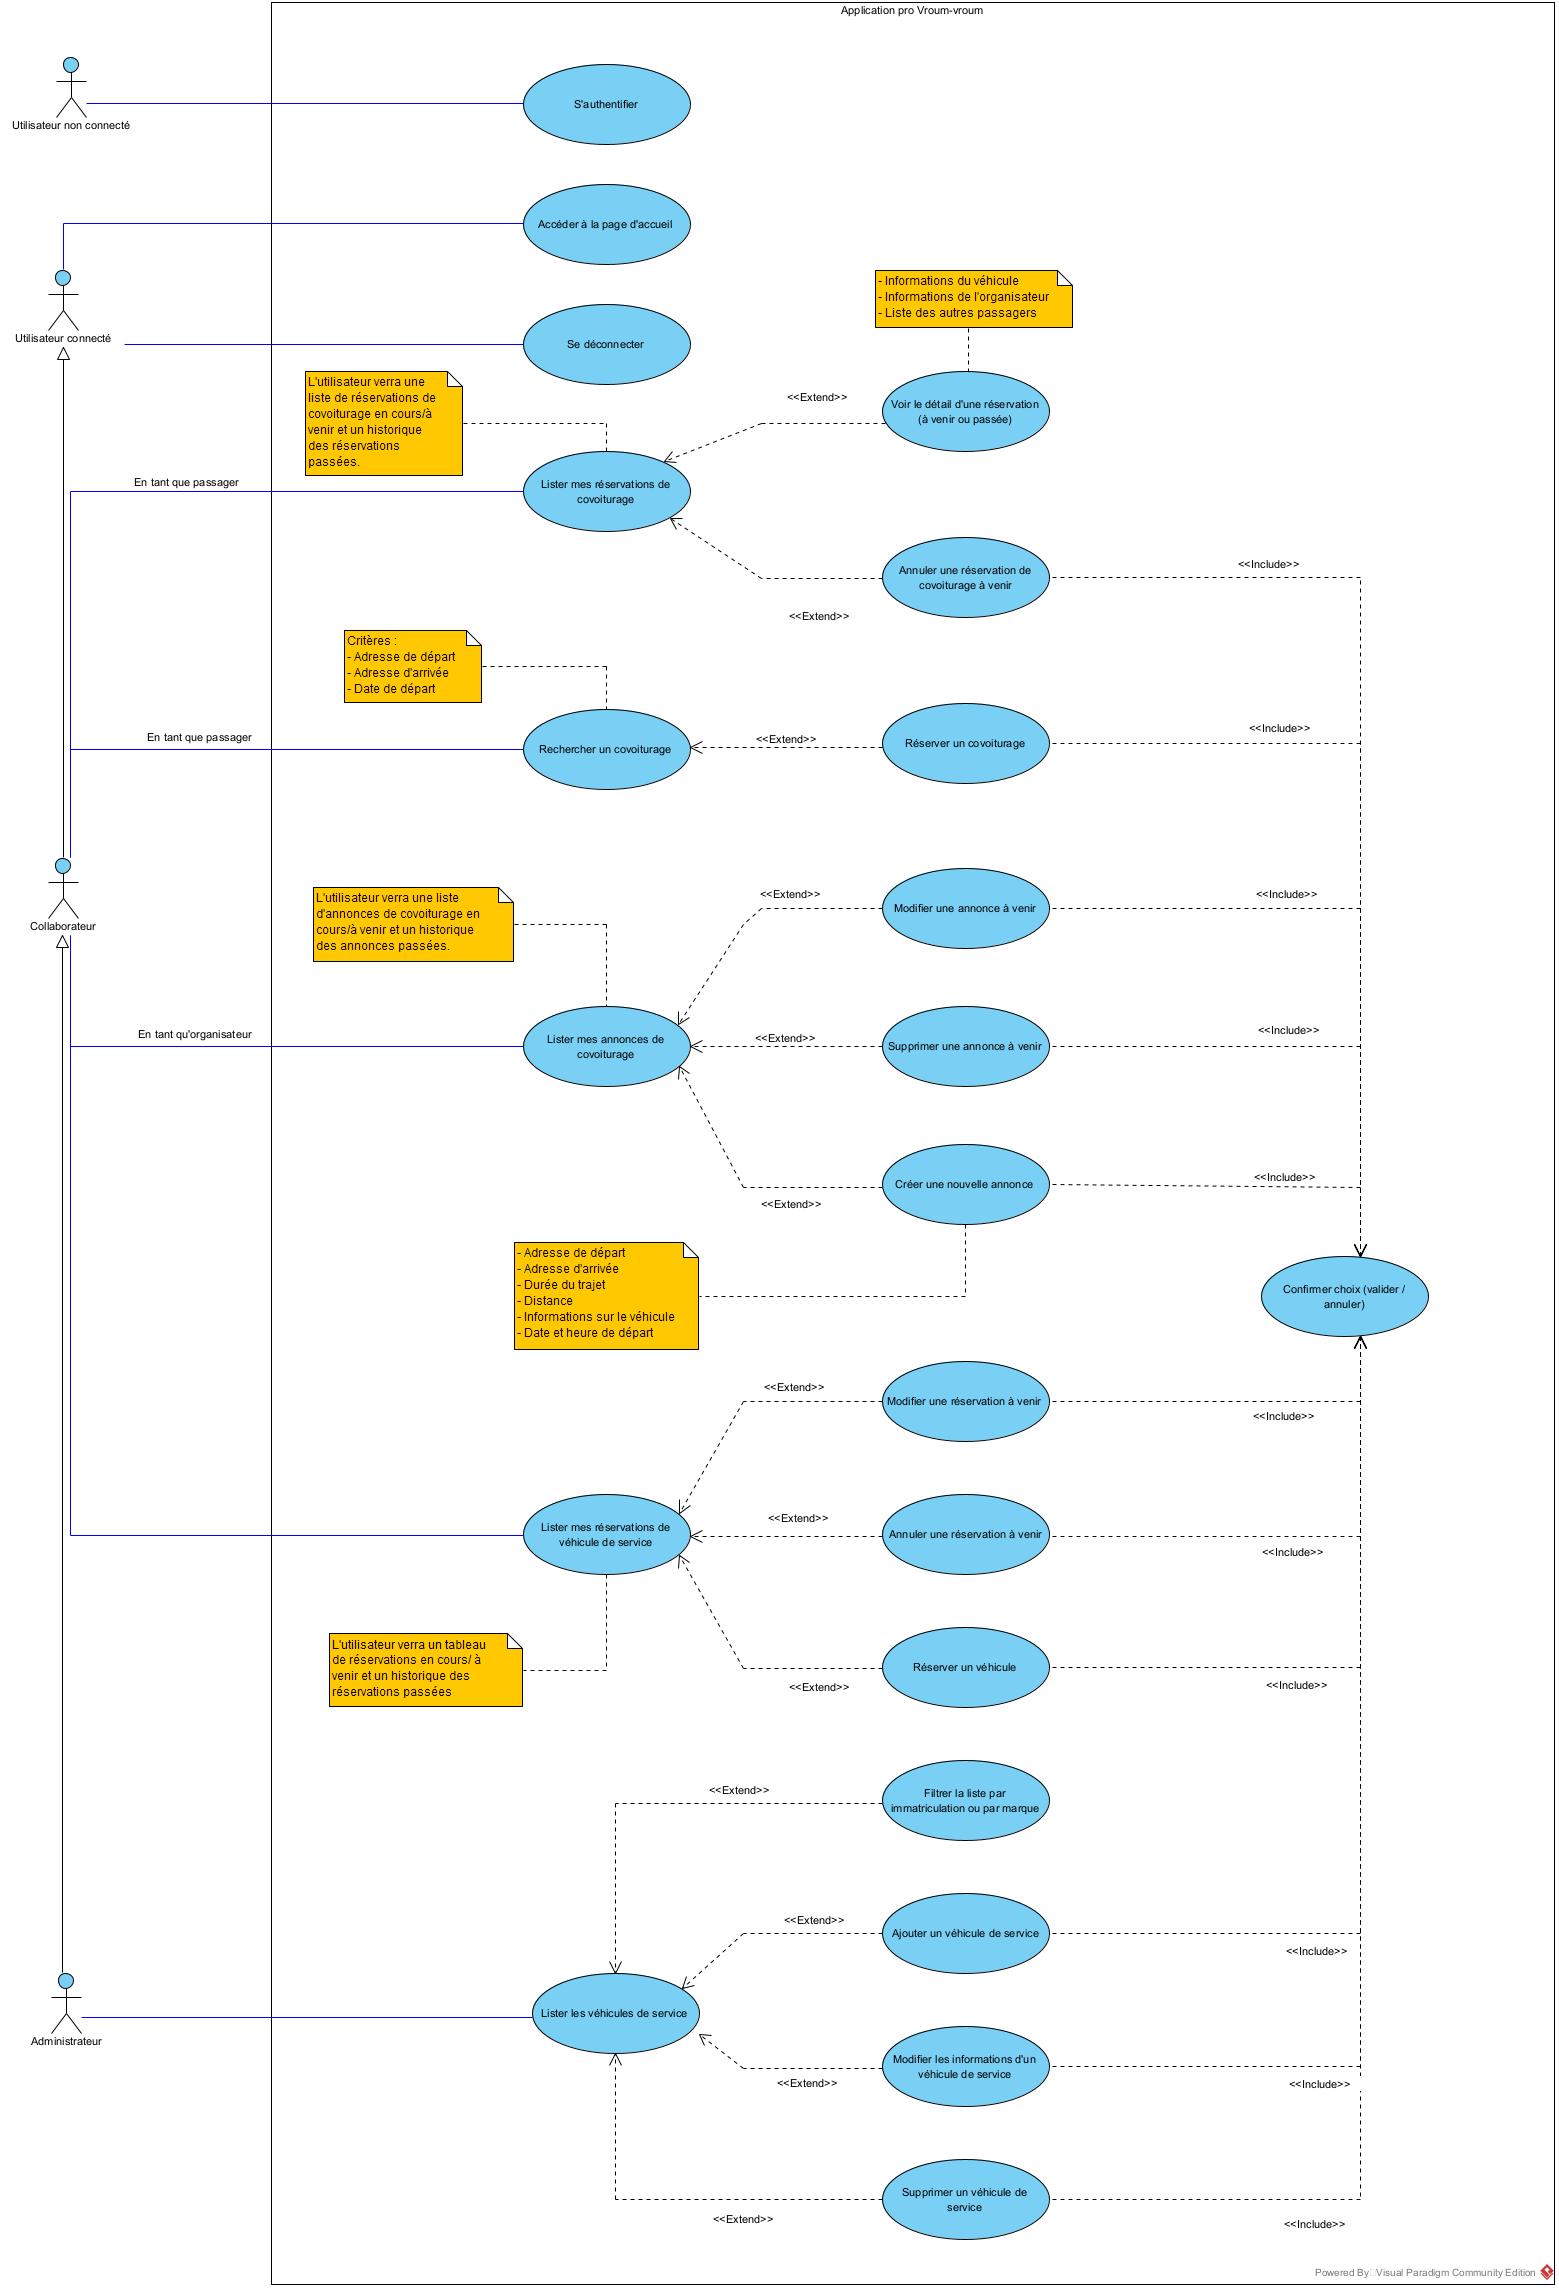 Application pro Vroum-vroum
Utilisateur non connecté
S'authentifier
Accéder à la page d'accueil
Utilisateur connecté
Se déconnecter
- Informations du véhicule
- Informations de l'organisateur
- Liste des autres passagers
L'utilisateur verra une
liste de réservations de
covoiturage en cours/à
venir et un historique
des réservations
passées.
<<Extend>>
Voir le détail d'une réservation
(à venir ou passée)
En tant que passager
Lister mes réservations de
covoiturage
Annuler une réservation de
covoiturage à venir
<<Include>>
<<Extend>>
Critères :
- Adresse de départ
- Adresse d'arrivée
- Date de départ
En tant que passager
Rechercher un covoiturage
<<Extend>>
Réserver un covoiturage
<<Include>>
Collaborateur
L'utilisateur verra une liste
d'annonces de covoiturage en
cours/à venir et un historique
des annonces passées.
<<Extend>>
Modifier une annonce à venir
<<Include>>
En tant qu'organisateur
Lister mes annonces de
covoiturage
<<Extend>>
Supprimer une annonce à venir
<<Include>>
Créer une nouvelle annonce
<<Include>>
<<Extend>>
- Adresse de départ
- Adresse d'arrivée
- Durée du trajet
- Distance
- Informations sur le véhicule
- Date et heure de départ
Confirmer choix (valider /
annuler)
<<Extend>>
Modifier une réservation à venir
<<Include>>
Lister mes réservations de
véhicule de service
<<Extend>>
Annuler une réservation à venir
<<Include>>
L'utilisateur verra un tableau
de réservations en cours/ à
venir et un historique des
réservations passées
Réserver un véhicule
<<Extend>>
<<Include>>
<<Extend>>
Filtrer la liste par
immatriculation ou par marque
<<Extend>>
Ajouter un véhicule de service
<<Include>>
Administrateur
Lister les véhicules de service
Modifier les informations d'un
véhicule de service
<<Extend>>
<<Include>>
Supprimer un véhicule de
service
<<Extend>>
<<Include>>
Powered By Visual Paradigm Community Edition